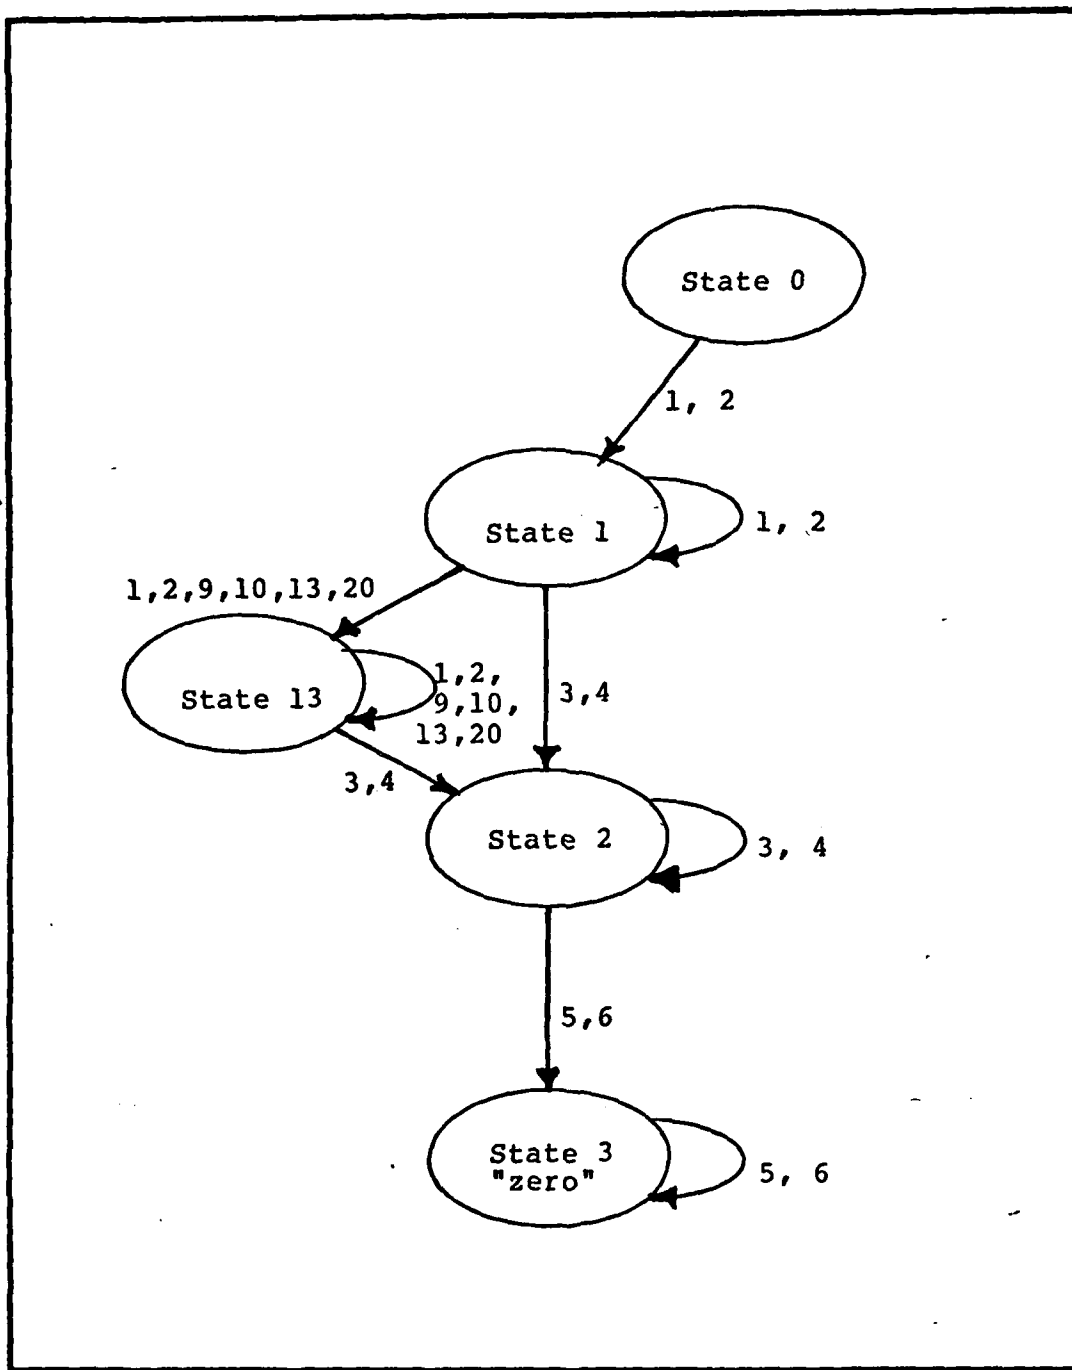 State 0
1, 2
State 1
1, 2
1,2,9,10,13,20
State 13
1,2,
9,10,
13,20
3,4
3,4
State 2
3, 4
5,6
State 3
"zero"
5, 6